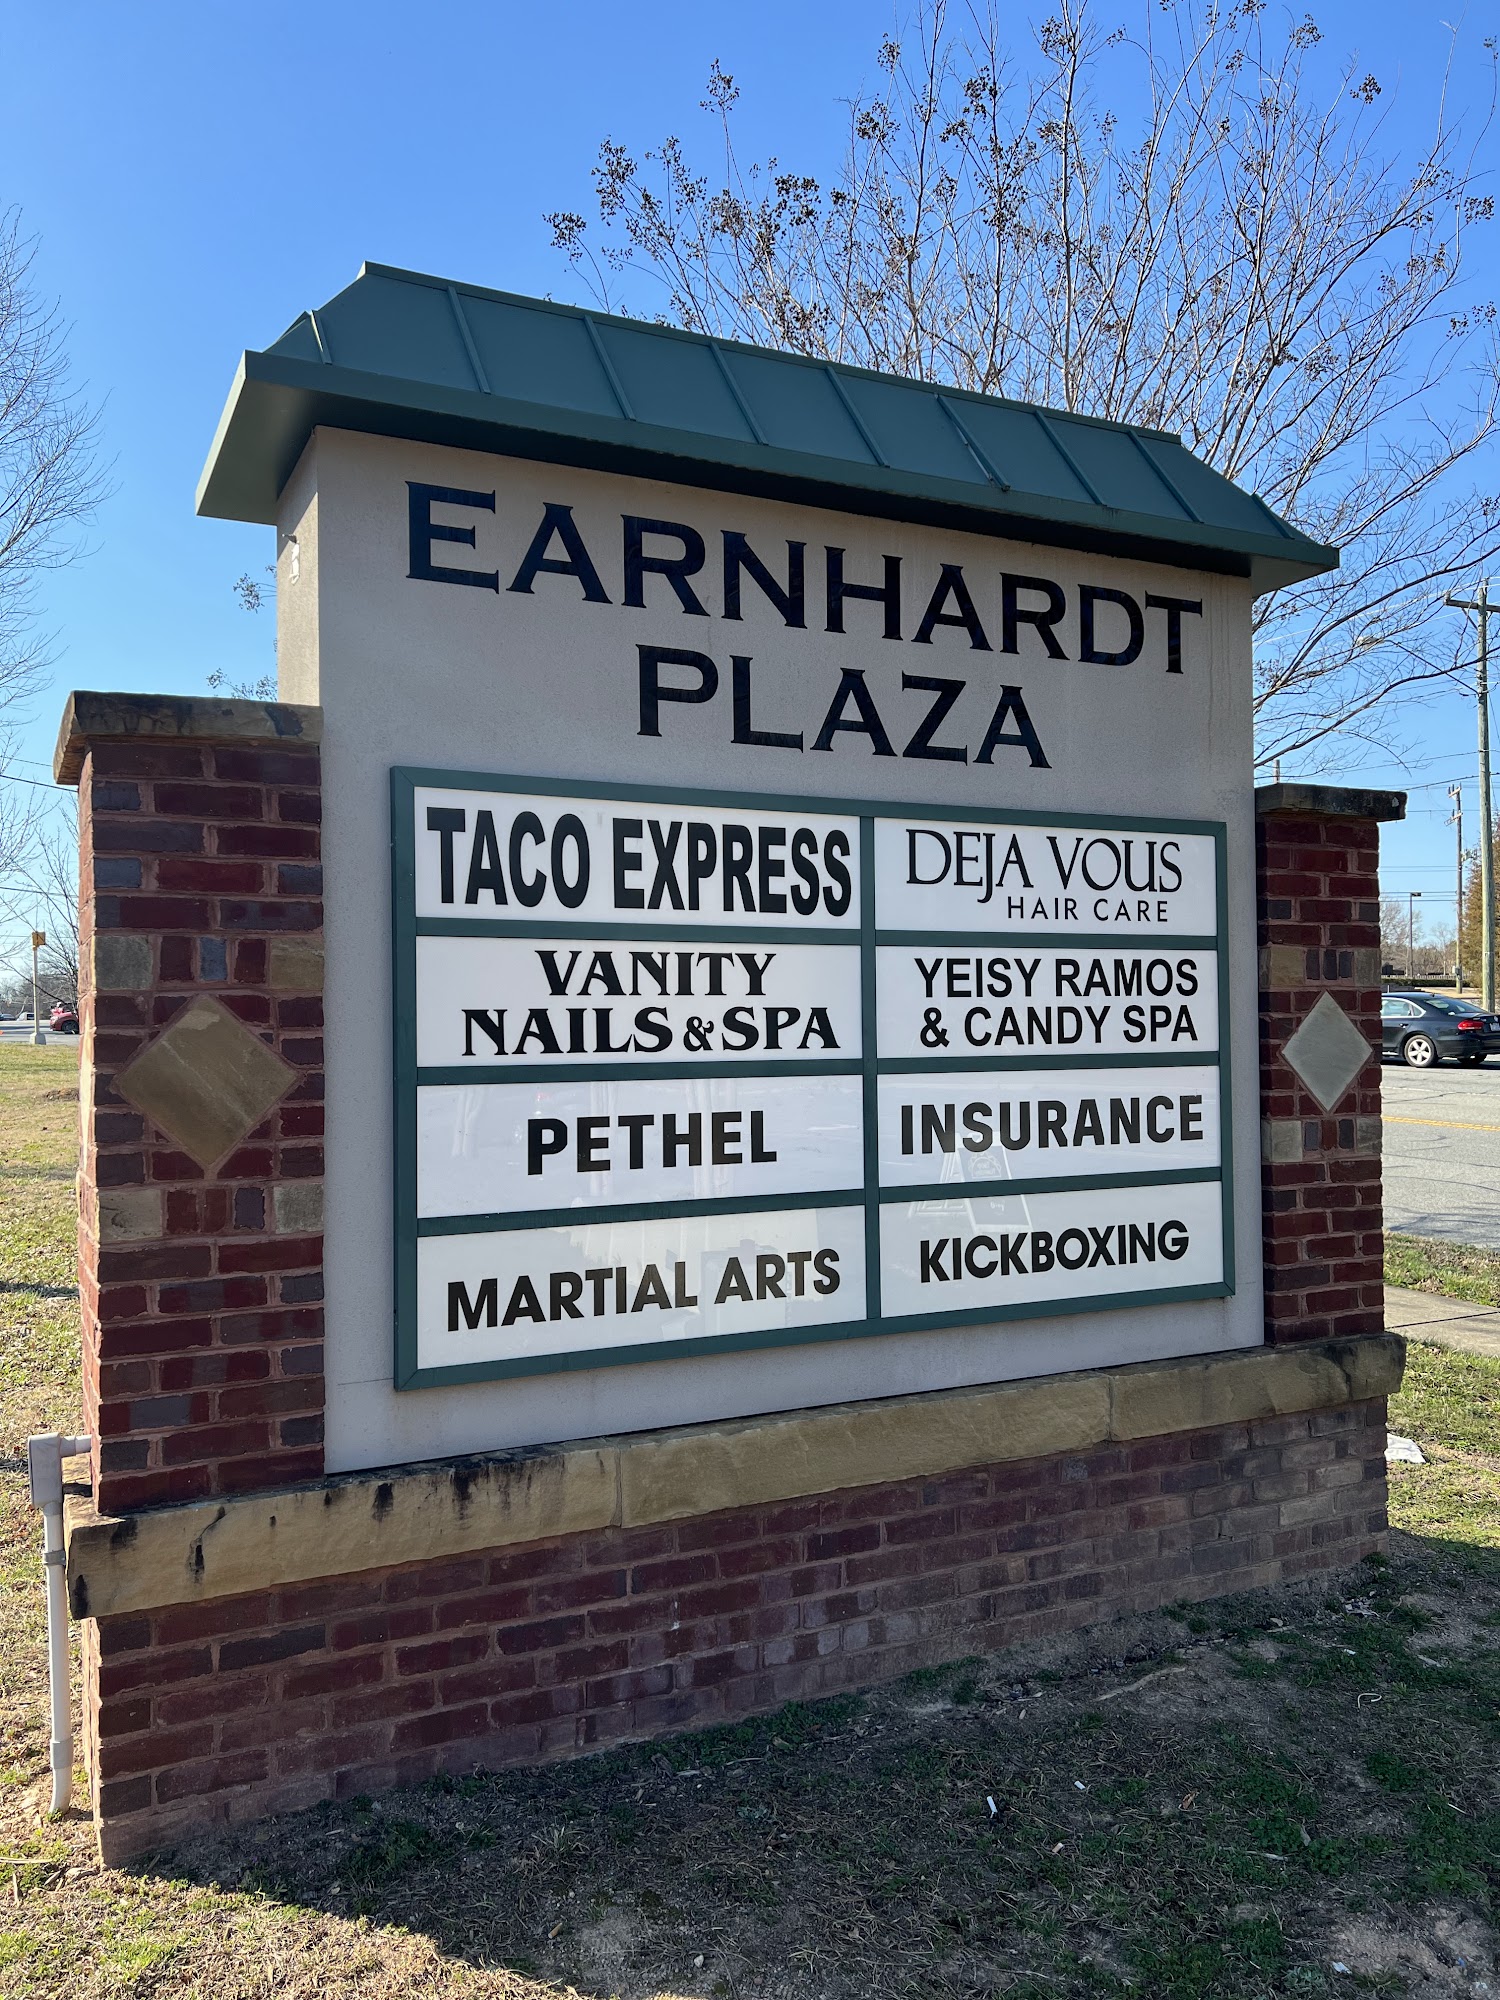 EARNHARDT
PLAZA
TACO EXPRESS
DEJA VOUS
HAIR CARE
VANITY
NAILS & SPA
YEISY RAMOS
& CANDY SPA
PETHEL
INSURANCE
MARTIAL ARTS
KICKBOXING